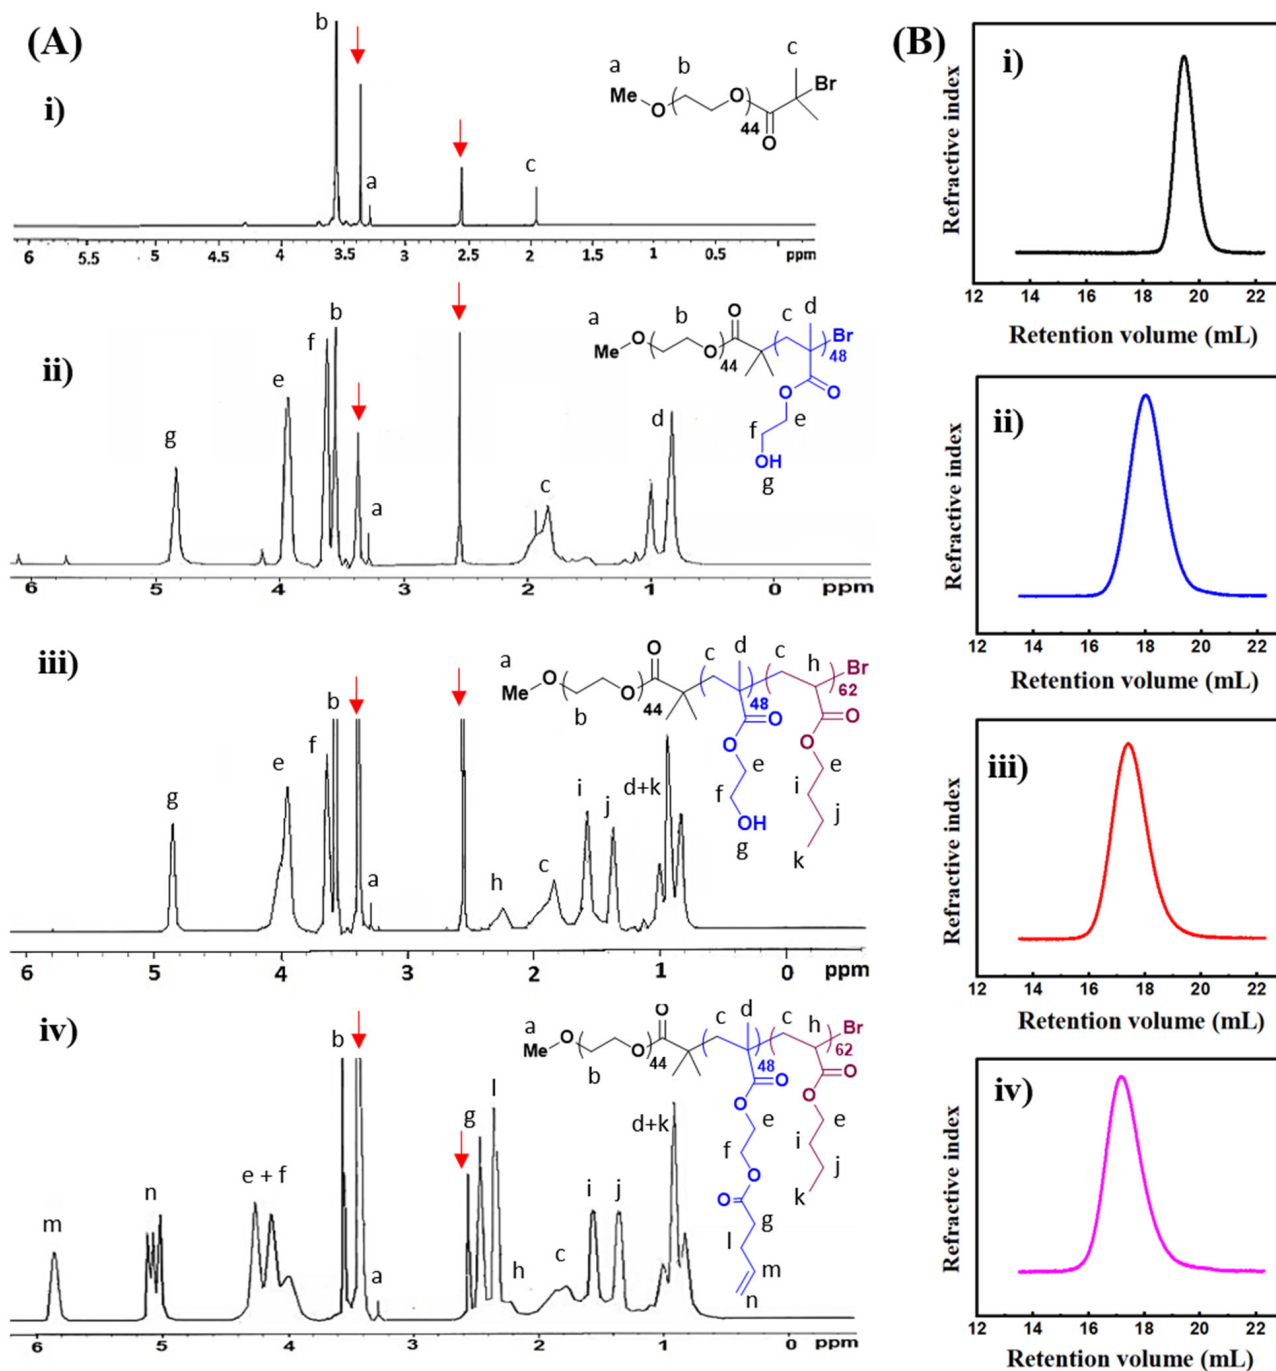 (A)
i)
b
a
c
a
b
c
Me
O
O
44
O
Br
6 5.5 5 4.5 4 3.5 3 2.5 2 1.5 1 0.5 ppm
ii)
g
e
f
b
a
c
d
a
b
c
d
Me
O
O
44
O
Br
48
O
O
e
f
OH
g
6 5 4 3 2 1 0 ppm
iii)
g
e
f
b
a
h
c
i
j
d+k
a
b
c
d
c
h
Me
O
O
44
O
48
Br
62
O
O
O
O
e
e
f
i
OH
j
g
k
6 5 4 3 2 1 0 ppm
iv)
m
n
e + f
b
a
g
l
h
c
i
j
d+k
a
b
c
d
c
h
Me
O
O
44
O
48
Br
62
O
O
O
O
e
e
f
i
O
j
O
k
g
l
m
n
6 5 4 3 2 1 0 ppm
(B)
i)
Refractive index
12 14 16 18 20 22
Retention volume (mL)
ii)
Refractive index
12 14 16 18 20 22
Retention volume (mL)
iii)
Refractive index
12 14 16 18 20 22
Retention volume (mL)
iv)
Refractive index
12 14 16 18 20 22
Retention volume (mL)